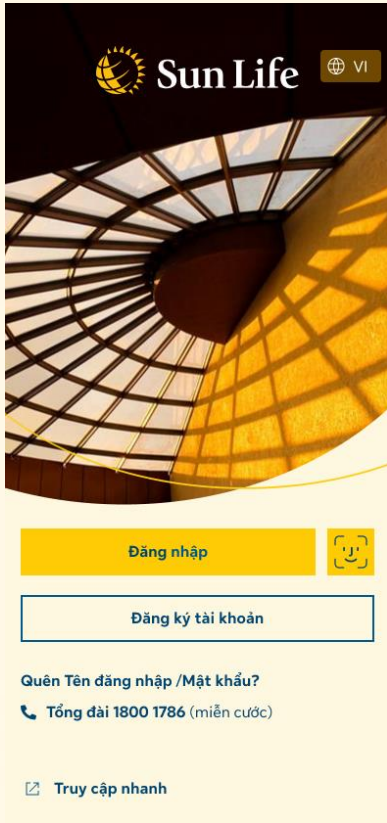 Sun Life
VI
Đăng nhập
Đăng ký tài khoản
Quên Tên đăng nhập /Mật khẩu?
Tổng đài 1800 1786 (miễn cước)
Truy cập nhanh